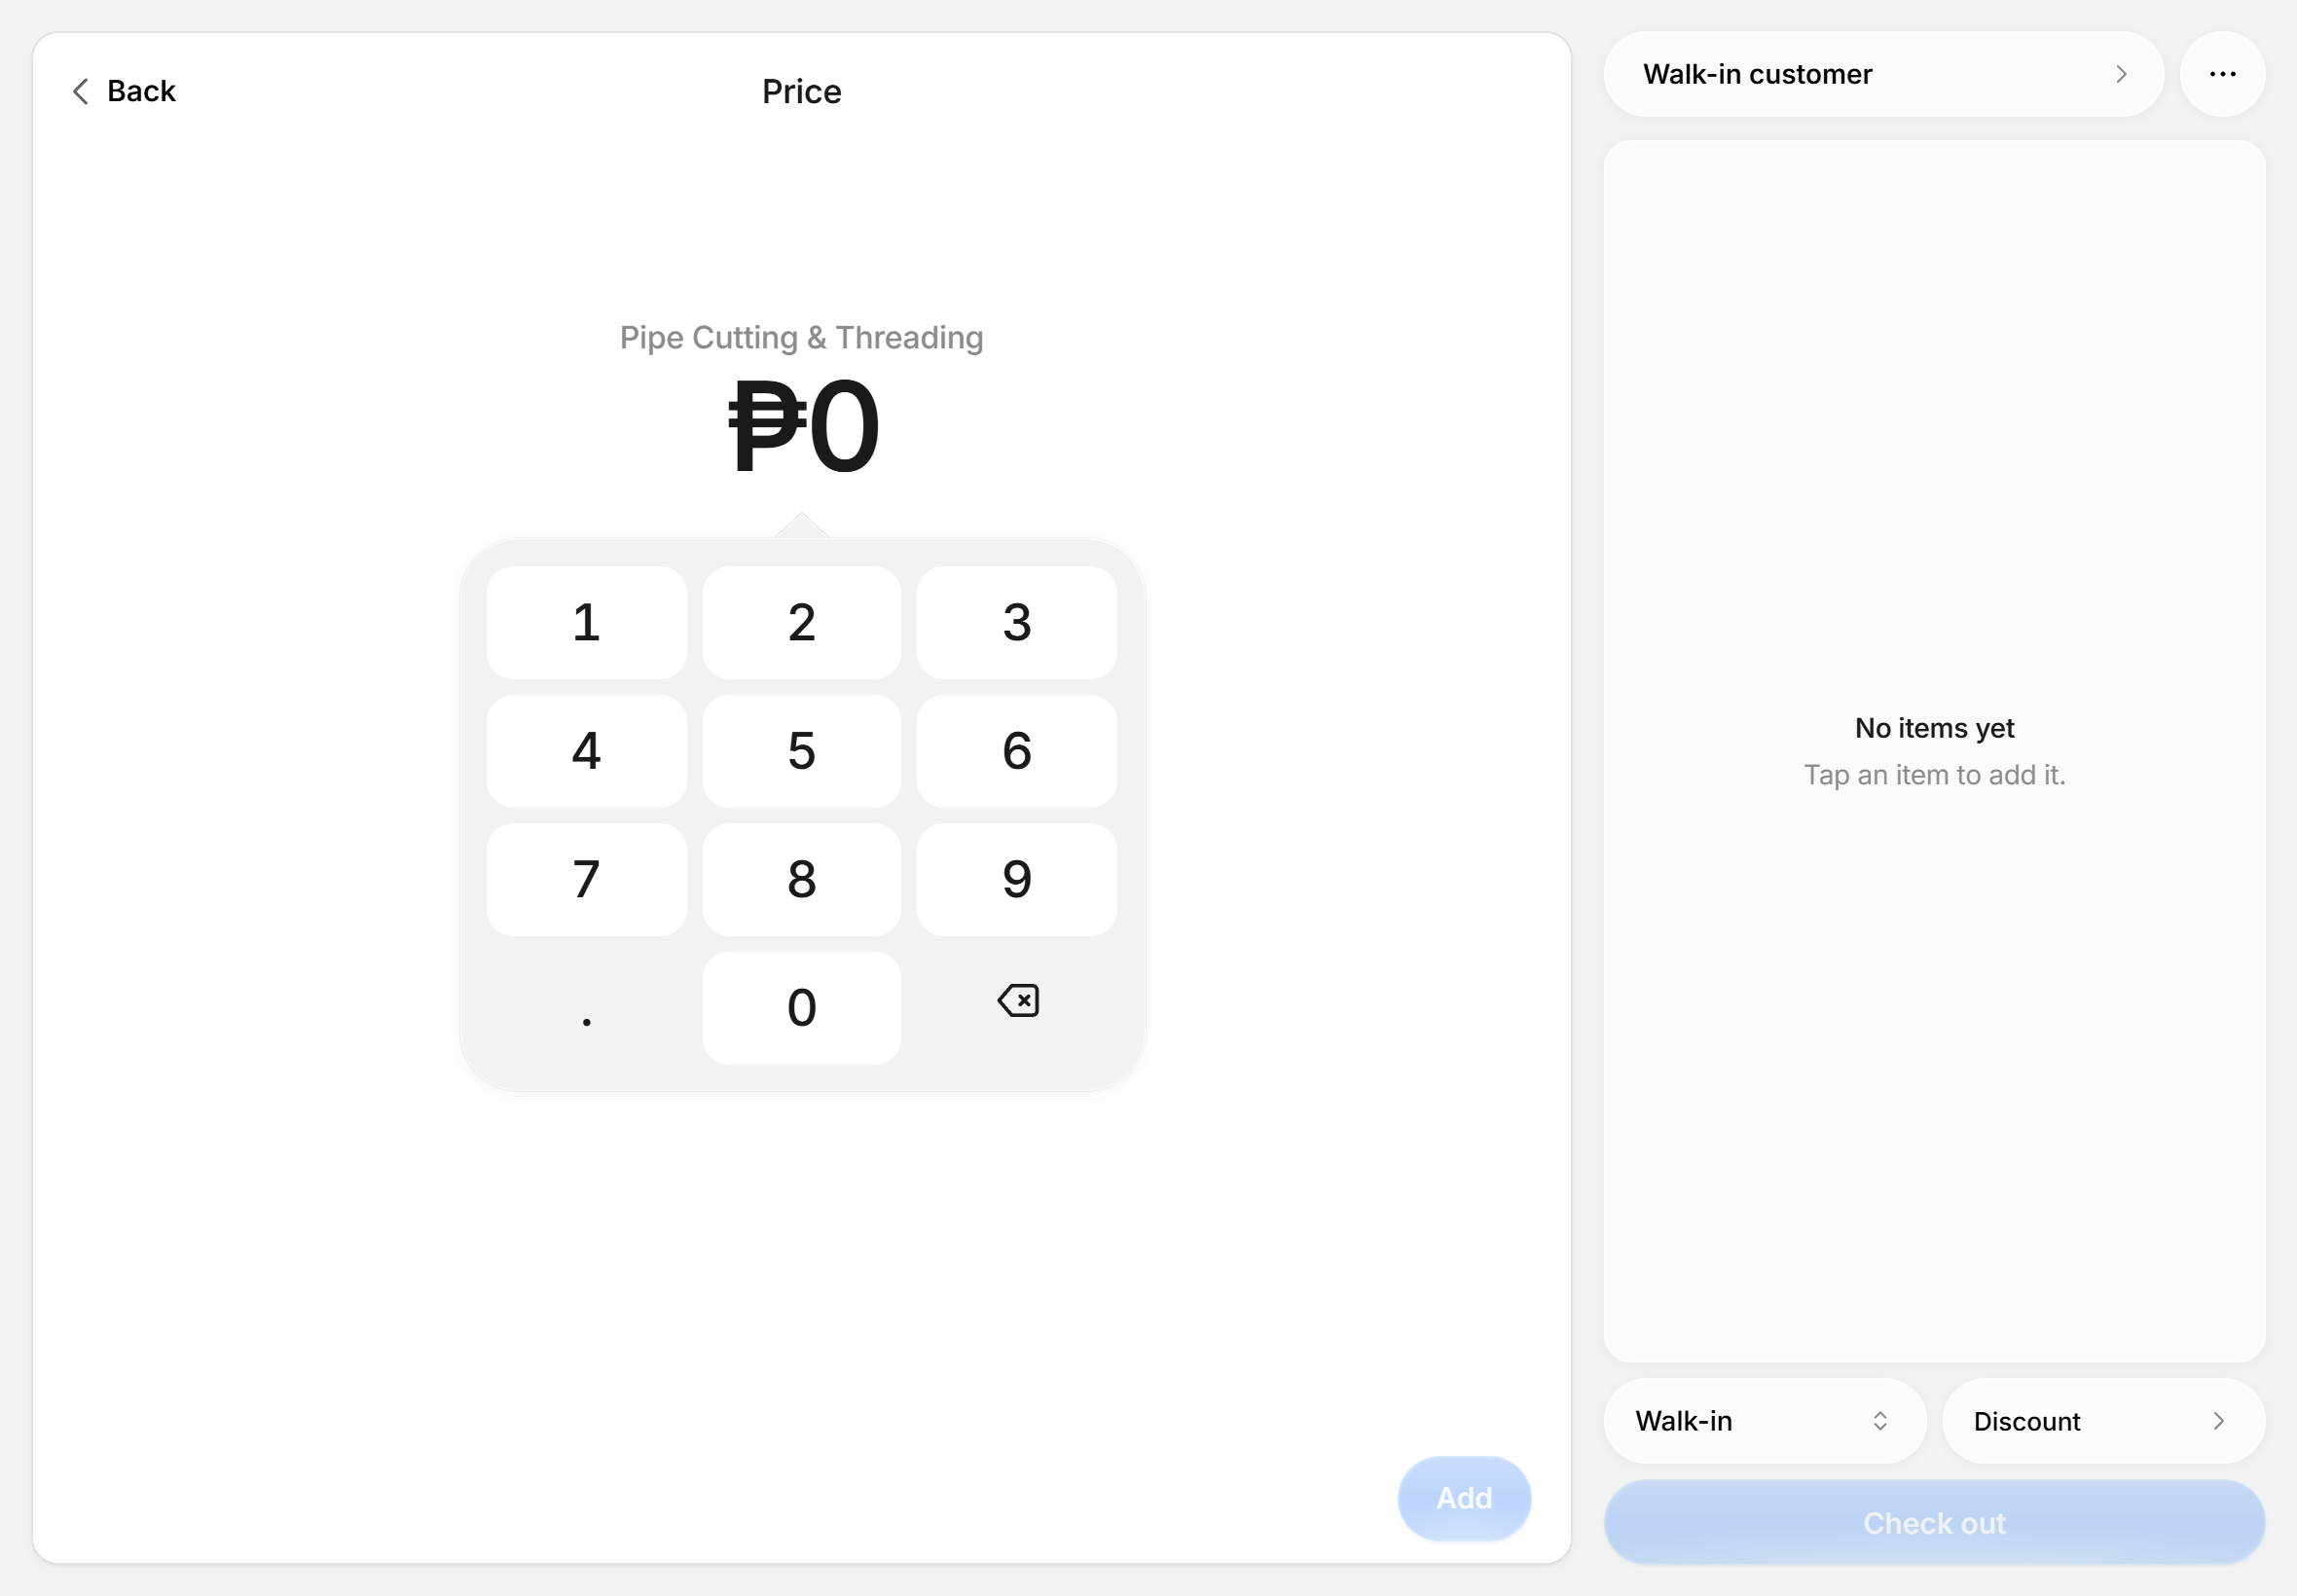 Back
Price
Pipe Cutting & Threading
₱0
1 2 3
4 5 6
7 8 9
. 0
Add
Walk-in customer
No items yet
Tap an item to add it.
Walk-in
Discount
Check out